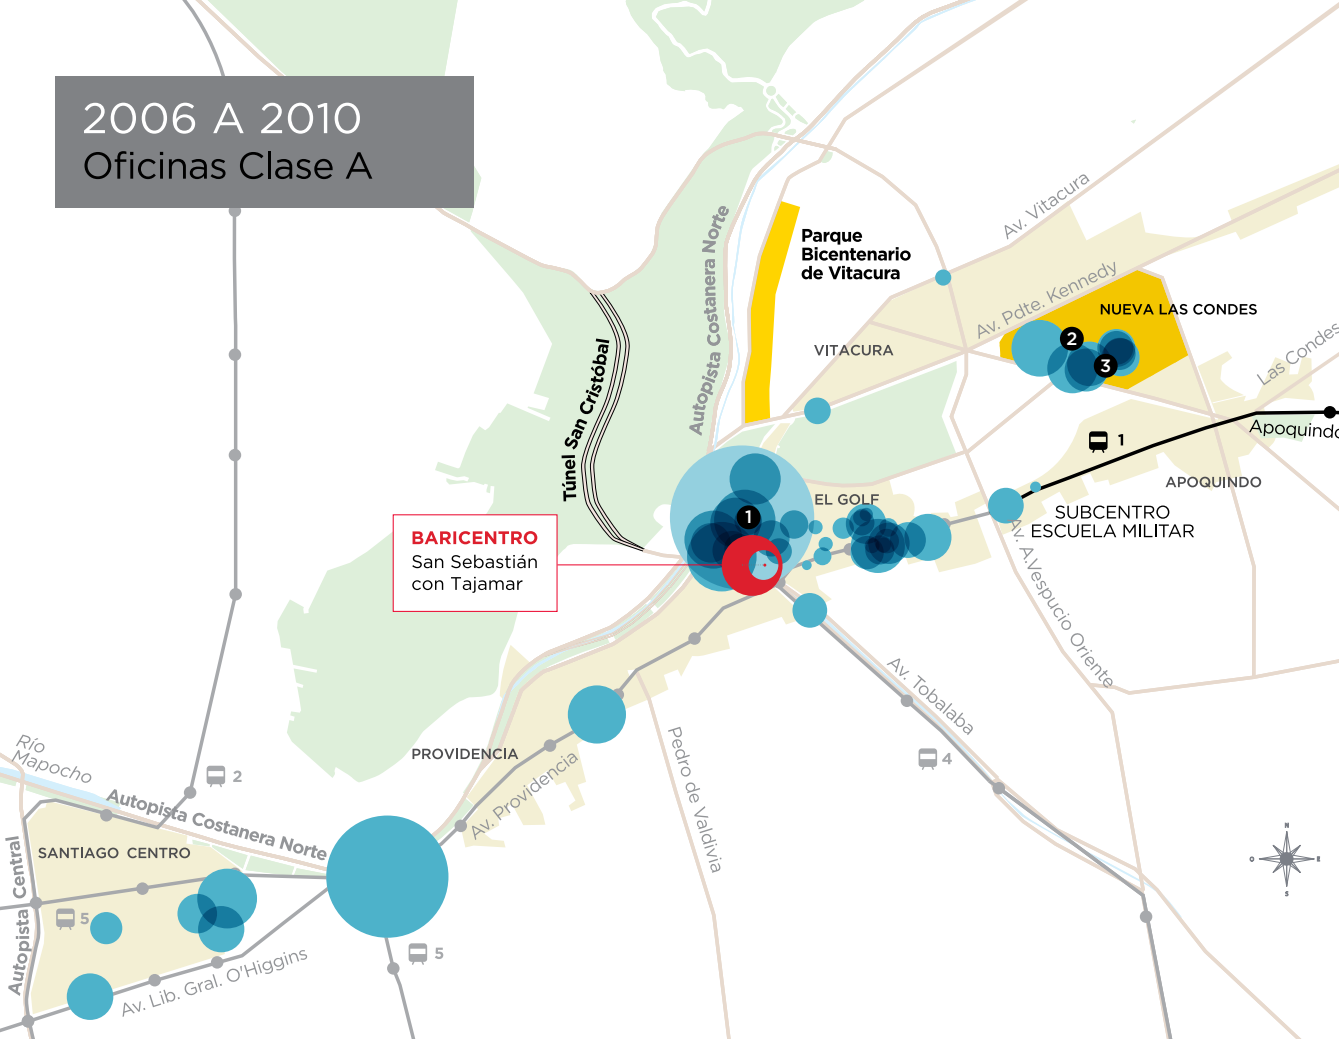 2006 A 2010
Oficinas Clase A
Autopista Costanera Norte
Parque
Bicentenario
de Vitacura
Av. Vitacura
Av. Pdte. Kennedy
NUEVA LAS CONDES
2
3
VITACURA
Las Condes
Túnel San Cristóbal
1
Apoquindo
APOQUINDO
EL GOLF
1
SUBCENTRO
ESCUELA MILITAR
BARICENTRO
San Sebastián
con Tajamar
Av. A.Vespucio Oriente
Av. Tobalaba
4
PROVIDENCIA
Av. Providencia
Pedro de Valdivia
Río
Mapocho
2
Autopista Costanera Norte
SANTIAGO CENTRO
Autopista Central
5
5
Av. Lib. Gral. O'Higgins
N
O
E
S